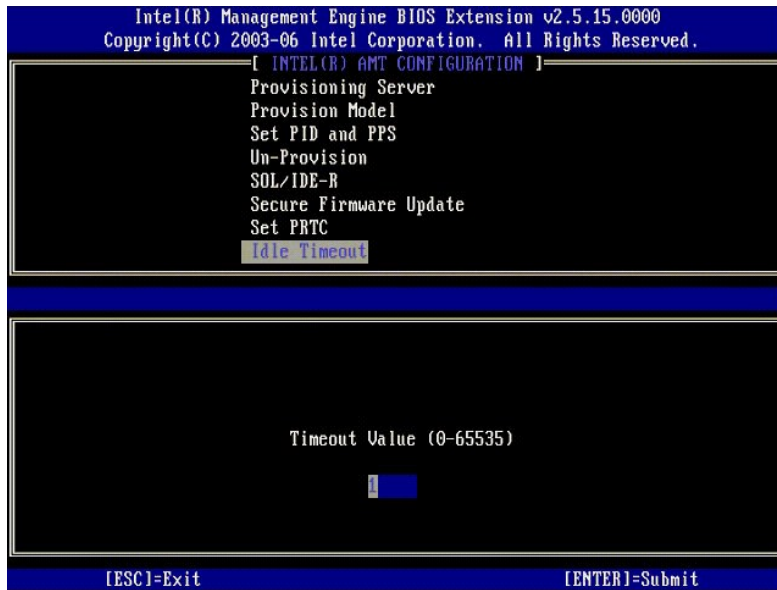 Intel(R) Management Engine BIOS Extension v2.5.15.0000
Copyright(C) 2003-06 Intel Corporation. All Rights Reserved.
[ INTEL(R) AMT CONFIGURATION ]
Provisioning Server
Provision Model
Set PID and PPS
Un-Provision
SOL/IDE-R
Secure Firmware Update
Set PRTC
Idle Timeout
Timeout Value (0-65535)
1
[ESC]=Exit [ENTER]=Submit